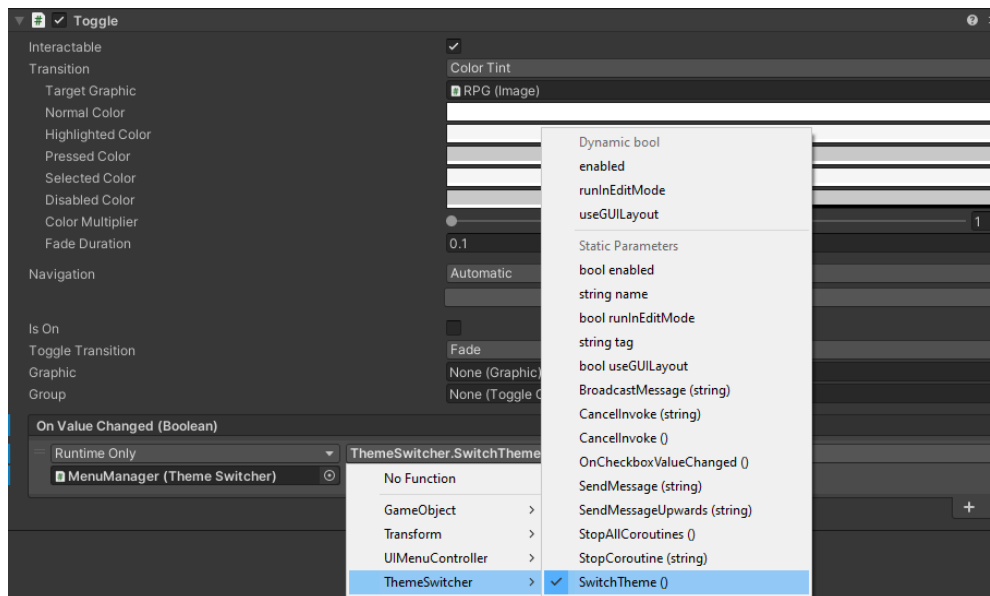 Toggle
Interactable
Transition
Color Tint
Target Graphic
RPG (Image)
Normal Color
Highlighted Color
Pressed Color
Selected Color
Disabled Color
Color Multiplier
1
Fade Duration
0.1
Navigation
Automatic
Is On
Toggle Transition
Fade
Graphic
None (Graphic)
Group
None (Toggle
On Value Changed (Boolean)
Runtime Only
ThemeSwitcher.SwitchTheme
MenuManager (Theme Switcher)
No Function
GameObject
Transform
UIMenuController
ThemeSwitcher
Dynamic bool
enabled
runInEditMode
useGUILayout
Static Parameters
bool enabled
string name
bool runInEditMode
string tag
bool useGUILayout
BroadcastMessage (string)
CancelInvoke (string)
CancelInvoke ()
OnCheckboxValueChanged ()
SendMessage (string)
SendMessageUpwards (string)
StopAllCoroutines ()
StopCoroutine (string)
SwitchTheme ()